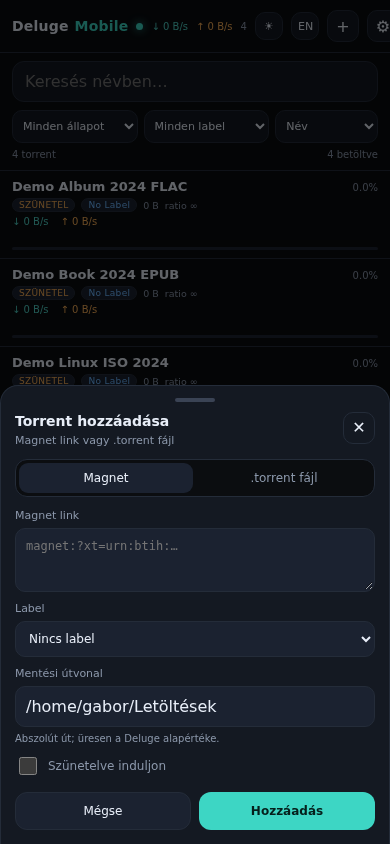 Deluge Mobile ↓ 0 B/s ↑ 0 B/s 4 EN +
Keresés névben…
Minden állapot Minden label Név
4 torrent 4 betöltve
Demo Album 2024 FLAC 0.0%
SZÜNETEL No Label 0 B ratio ∞
↓ 0 B/s ↑ 0 B/s
Demo Book 2024 EPUB 0.0%
SZÜNETEL No Label 0 B ratio ∞
↓ 0 B/s ↑ 0 B/s
Demo Linux ISO 2024 0.0%
SZÜNETEL No Label 0 B ratio ∞
Torrent hozzáadása
Magnet link vagy .torrent fájl
Magnet .torrent fájl
Magnet link
magnet:?xt=urn:btih:…
Label
Nincs label
Mentési útvonal
/home/gabor/Letöltések
Abszolút út; üresen a Deluge alapértéke.
Szünetelve induljon
Mégse Hozzáadás